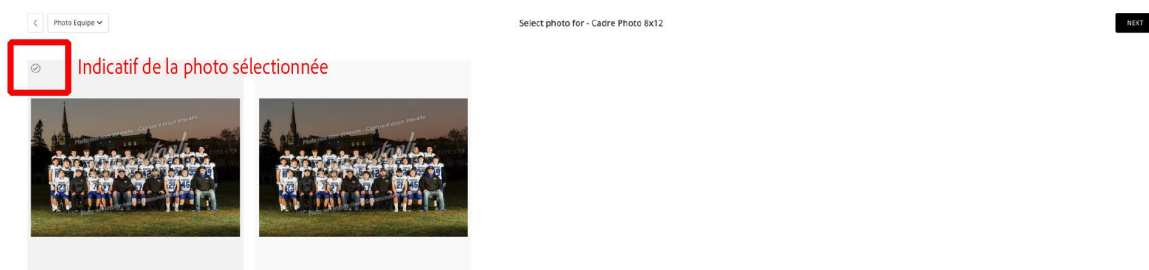 Photo Equipe
Select photo for - Cadre Photo 8x12
NEXT
Indicatif de la photo sélectionnée